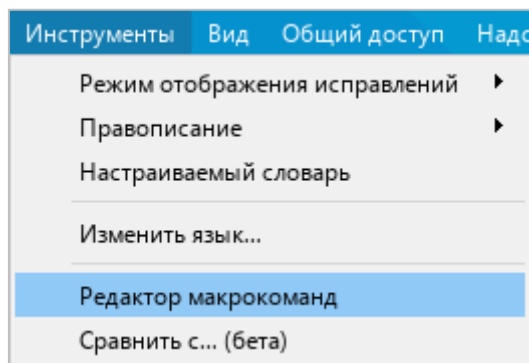 Инструменты Вид Общий доступ
Режим отображения исправлений
Правописание
Настраиваемый словарь
Изменить язык...
Редактор макрокоманд
Сравнить с... (бета)